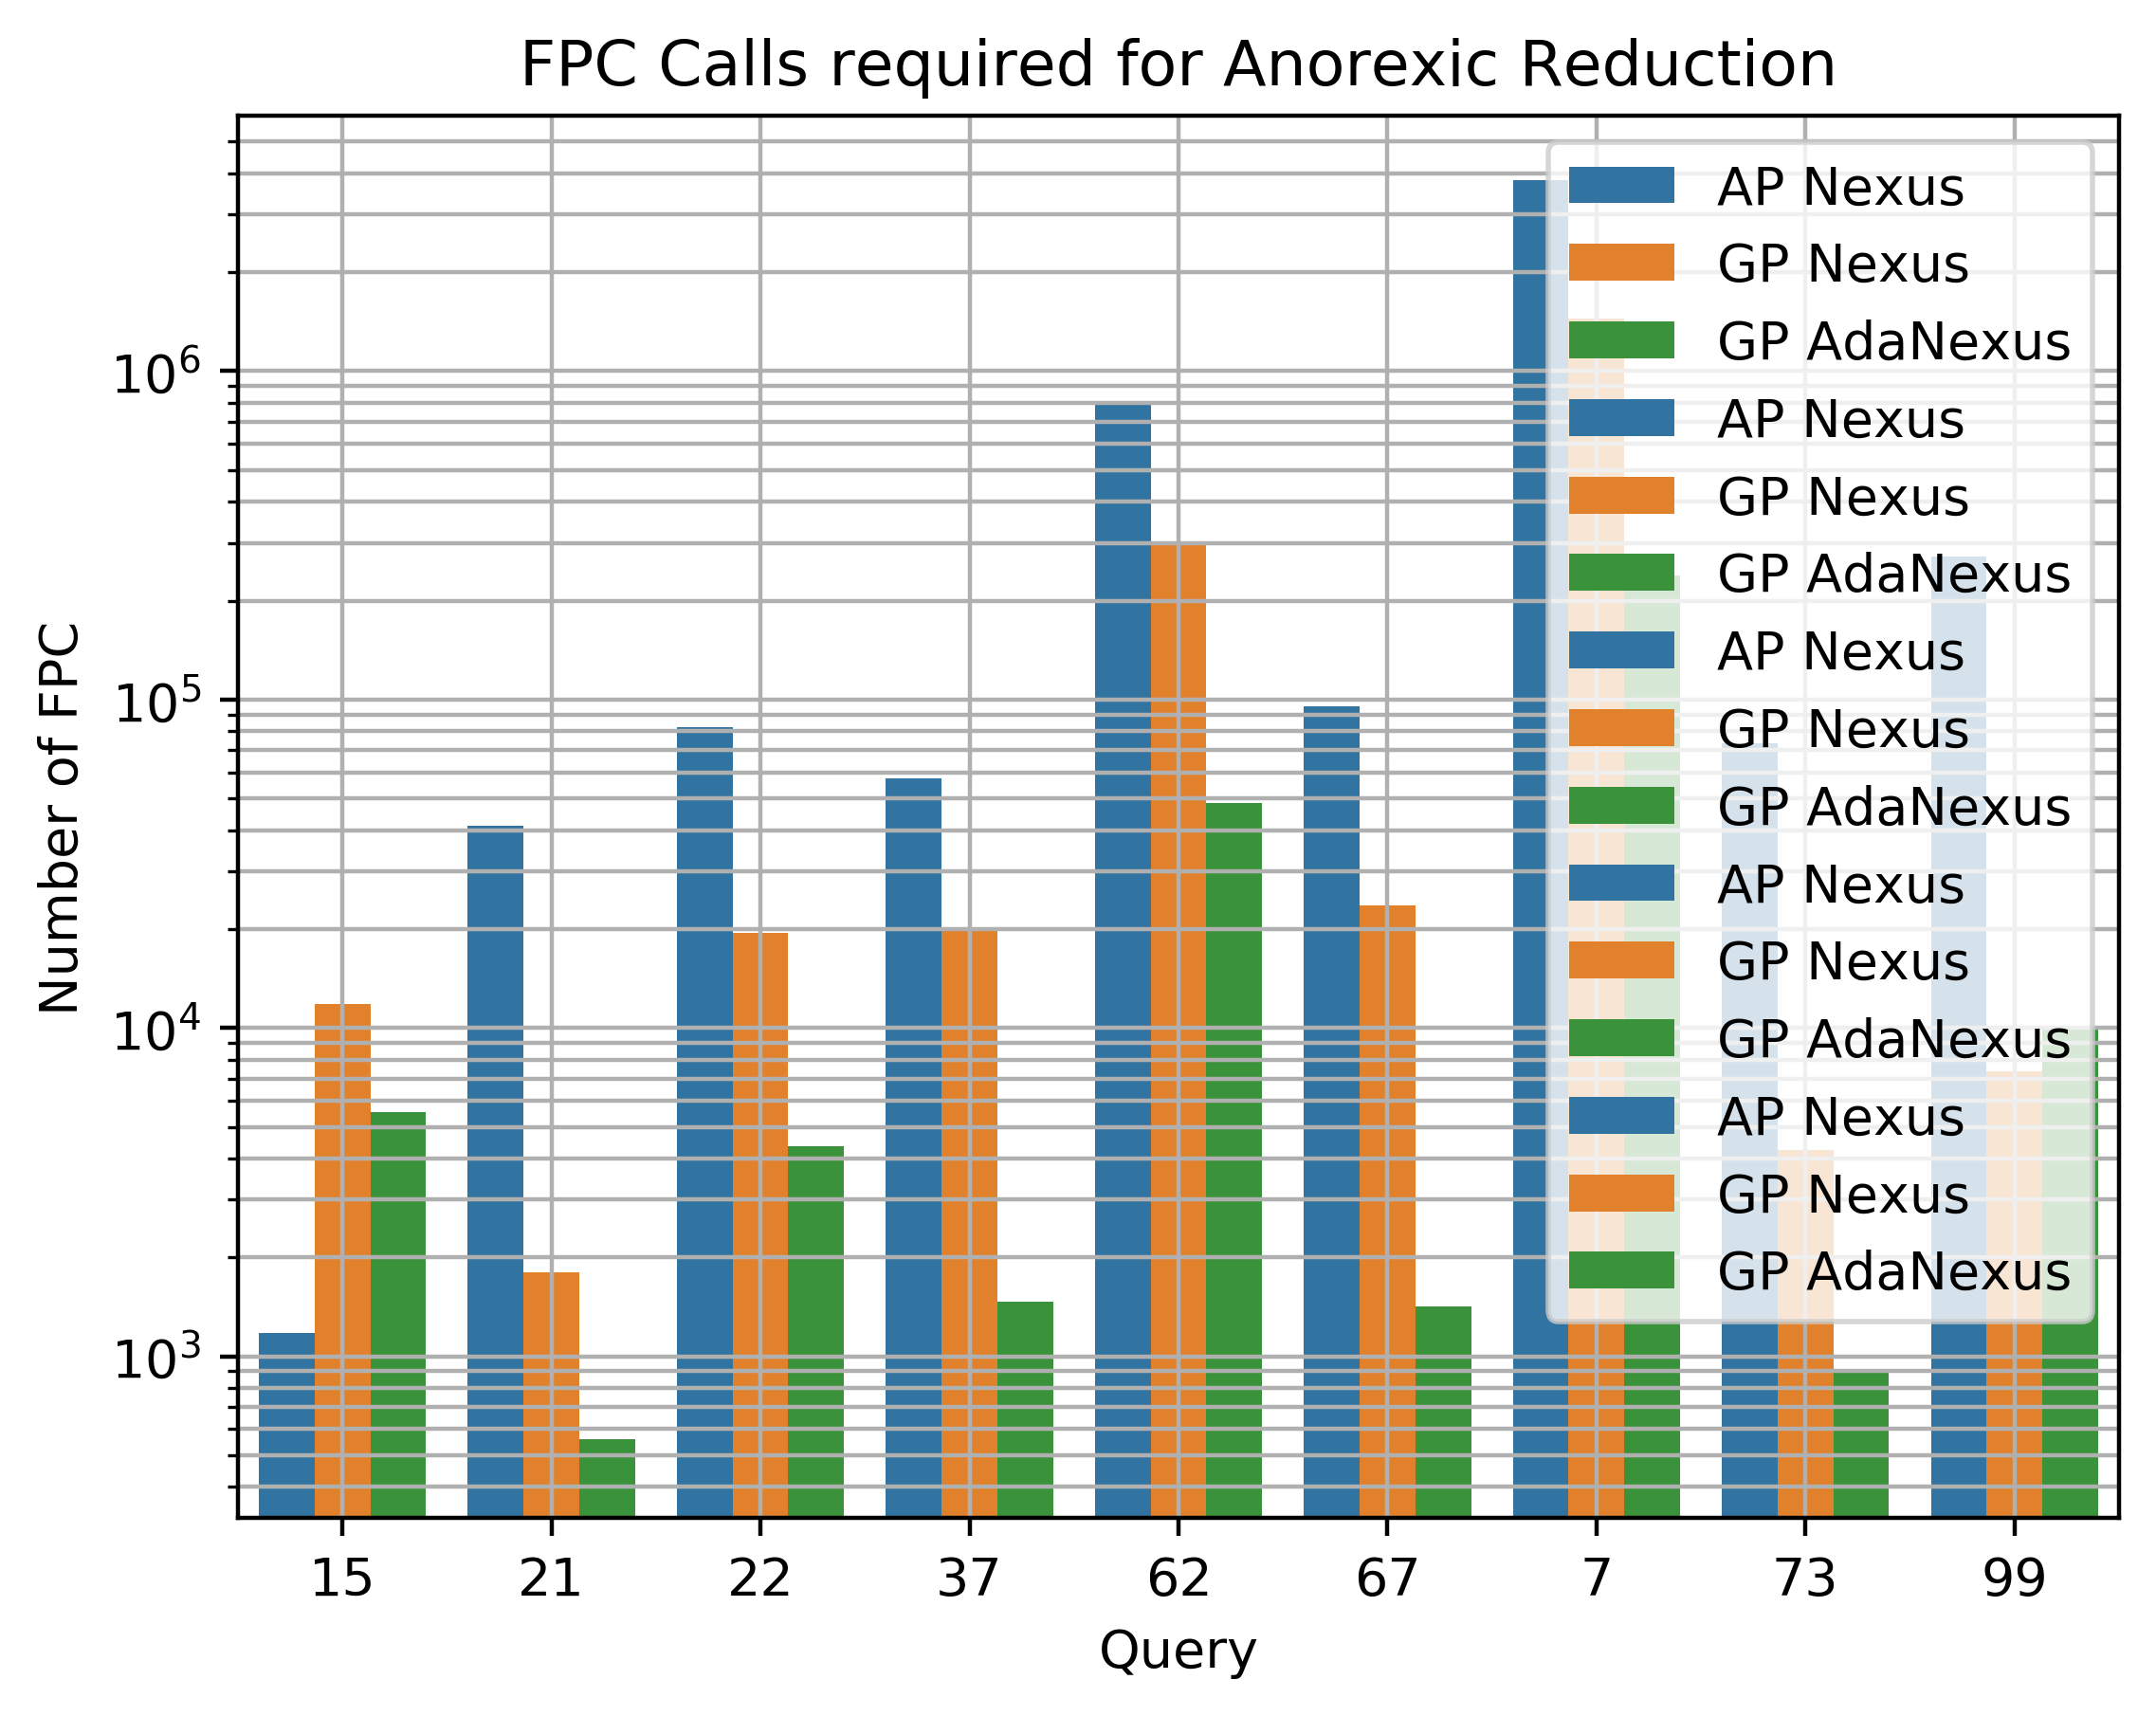 FPC Calls required for Anorexic Reduction
Number of FPC
10^6
10^5
10^4
10^3
AP Nexus
GP Nexus
GP AdaNexus
AP Nexus
GP Nexus
GP AdaNexus
AP Nexus
GP Nexus
GP AdaNexus
AP Nexus
GP Nexus
GP AdaNexus
AP Nexus
GP Nexus
GP AdaNexus
15 21 22 37 62 67 7 73 99
Query